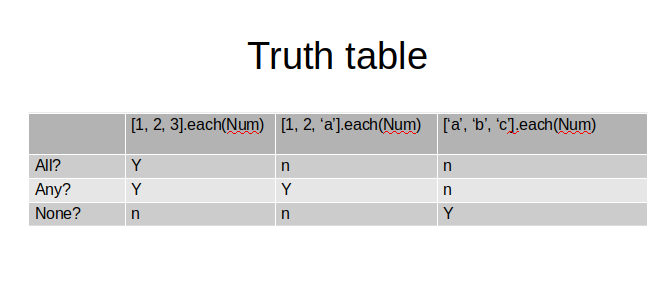 Truth table
[1, 2, 3].each(Num) [1, 2, ‘a’].each(Num) [‘a’, ‘b’, ‘c’].each(Num)
All? Y n n
Any? Y Y n
None? n n Y